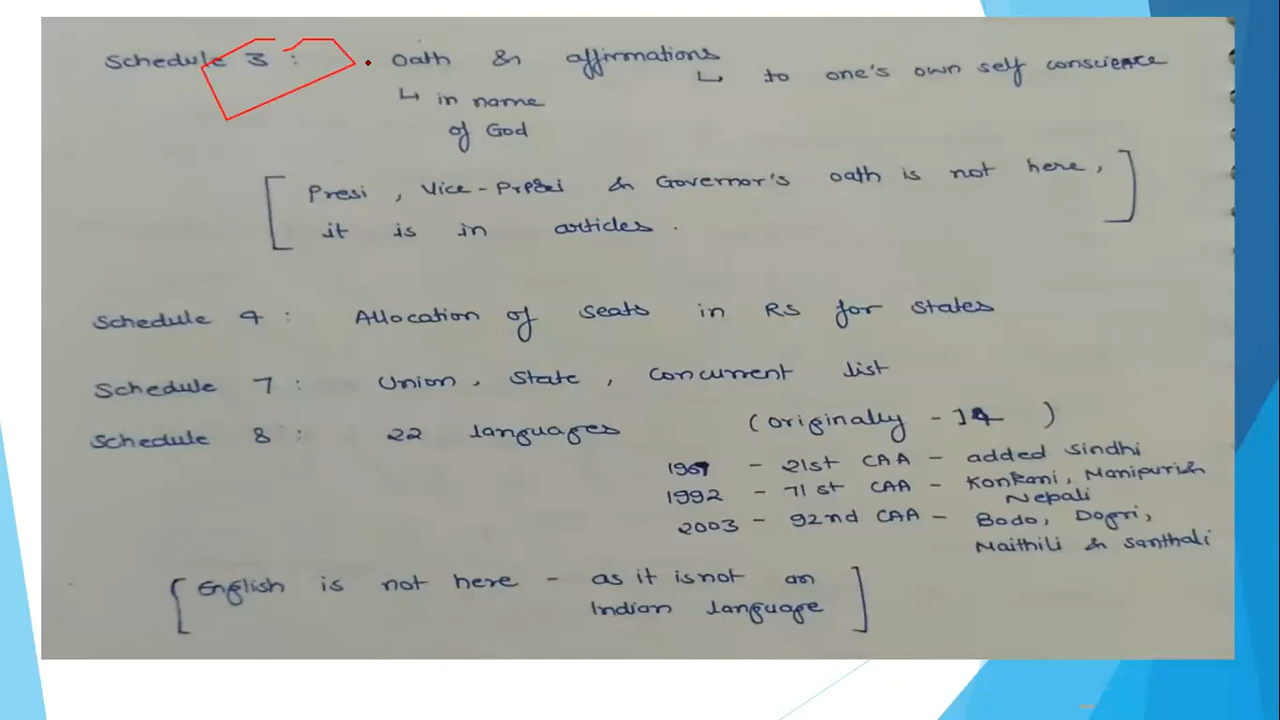 Schedule 3 : • Oath & affirmations
↳ to one's own self conscience
↳ in name
of God
[ Presi , Vice-Presi & Governor's oath is not here ,
it is in articles . ]
Schedule 4 : Allocation of seats in RS for states
Schedule 7 : Union , State , Concurrent list
Schedule 8 : 22 languages (originally - 14 )
1967 - 21st CAA - added Sindhi
1992 - 71st CAA - Konkani, Manipuri &
Nepali
2003 - 92nd CAA - Bodo, Dogri,
Maithili & Santhali
[ English is not here - as it is not an
Indian language ]